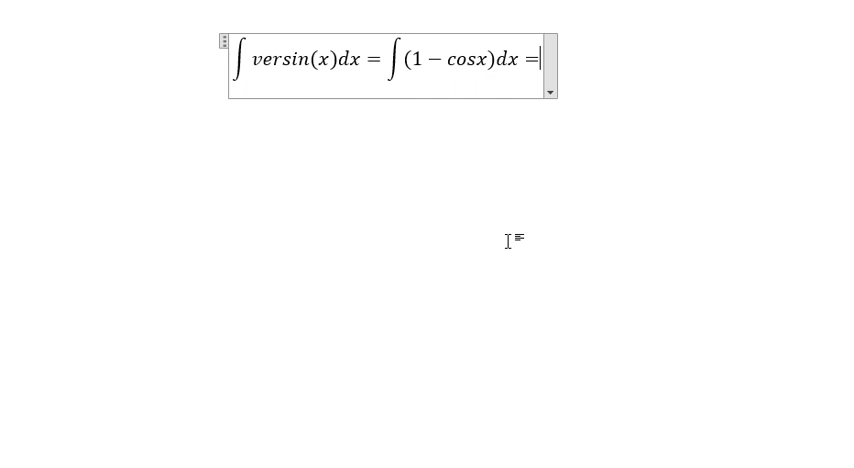 ∫ versin(x)dx = ∫(1 − cosx)dx =